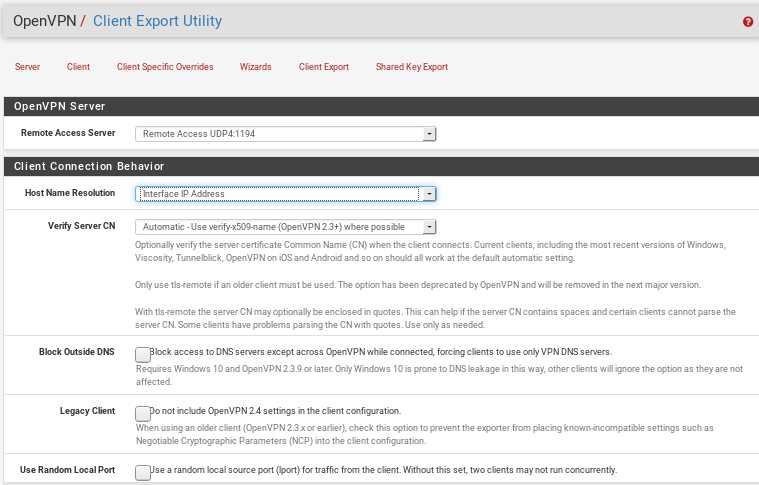 OpenVPN / Client Export Utility
Server Client Client Specific Overrides Wizards Client Export Shared Key Export
OpenVPN Server
Remote Access Server Remote Access UDP4:1194
Client Connection Behavior
Host Name Resolution Interface IP Address
Verify Server CN Automatic - Use verify-x509-name (OpenVPN 2.3+) where possible
Optionally verify the server certificate Common Name (CN) when the client connects. Current clients, including the most recent versions of Windows,
Viscosity, Tunnelblick, OpenVPN on iOS and Android and so on should all work at the default automatic setting.
Only use tls-remote if an older client must be used. The option has been deprecated by OpenVPN and will be removed in the next major version.
With tls-remote the server CN may optionally be enclosed in quotes. This can help if the server CN contains spaces and certain clients cannot parse the
server CN. Some clients have problems parsing the CN with quotes. Use only as needed.
Block Outside DNS Block access to DNS servers except across OpenVPN while connected, forcing clients to use only VPN DNS servers.
Requires Windows 10 and OpenVPN 2.3.9 or later. Only Windows 10 is prone to DNS leakage in this way, other clients will ignore the option as they are not
affected.
Legacy Client Do not include OpenVPN 2.4 settings in the client configuration.
When using an older client (OpenVPN 2.3.x or earlier), check this option to prevent the exporter from placing known-incompatible settings such as
Negotiable Cryptographic Parameters (NCP) into the client configuration.
Use Random Local Port Use a random local source port (lport) for traffic from the client. Without this set, two clients may not run concurrently.